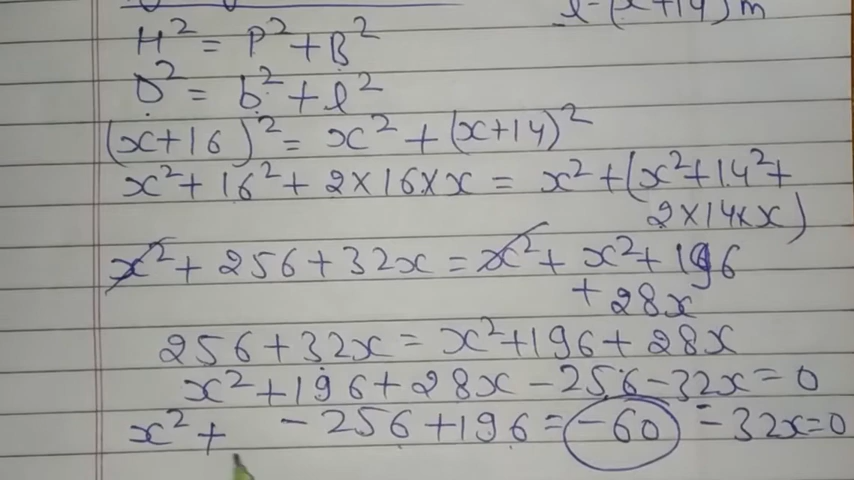 l = (x+14) m
H² = P² + B²
D² = b² + l²
(x+16)² = x² + (x+14)²
x² + 16² + 2×16×x = x² + (x² + 14² +
2×14×x)
x² + 256 + 32x = x² + x² + 196
+ 28x
256 + 32x = x² + 196 + 28x
x² + 196 + 28x - 256 - 32x = 0
x² + - 256 + 196 = -60 - 32x = 0